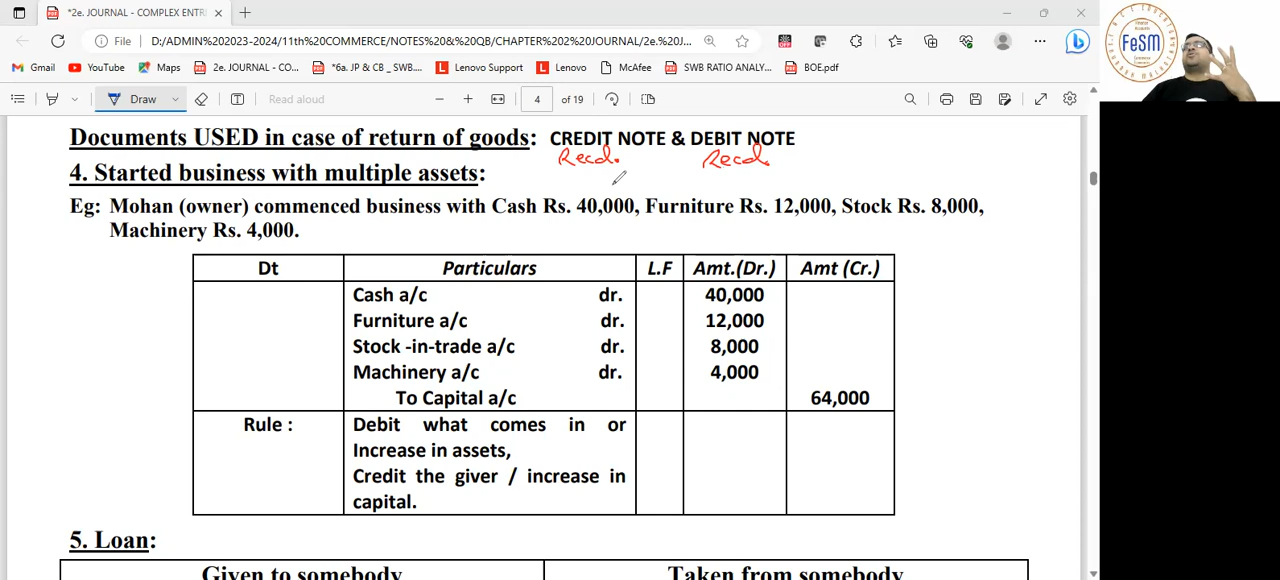 *2e. JOURNAL - COMPLEX ENTR
File D:/ADMIN%202023-2024/11th%20COMMERCE/NOTES%20&%20JQB/CHAPTER%202%20JOURNAL/2e.%20J...
Gmail YouTube Maps 2e. JOURNAL - CO... *6a. JP & CB _ SWB.... Lenovo Support Lenovo McAfee SWB RATIO ANALY... BOE.pdf
Draw Read aloud 4 of 19
FeSM
Documents USED in case of return of goods: CREDIT NOTE & DEBIT NOTE
Recd. Recd.
4. Started business with multiple assets:
Eg: Mohan (owner) commenced business with Cash Rs. 40,000, Furniture Rs. 12,000, Stock Rs. 8,000,
Machinery Rs. 4,000.
Dt Particulars L.F Amt.(Dr.) Amt (Cr.)
Cash a/c dr. 40,000
Furniture a/c dr. 12,000
Stock -in-trade a/c dr. 8,000
Machinery a/c dr. 4,000
To Capital a/c 64,000
Rule : Debit what comes in or
Increase in assets,
Credit the giver / increase in
capital.
5. Loan:
Given to somebody Taken from somebody